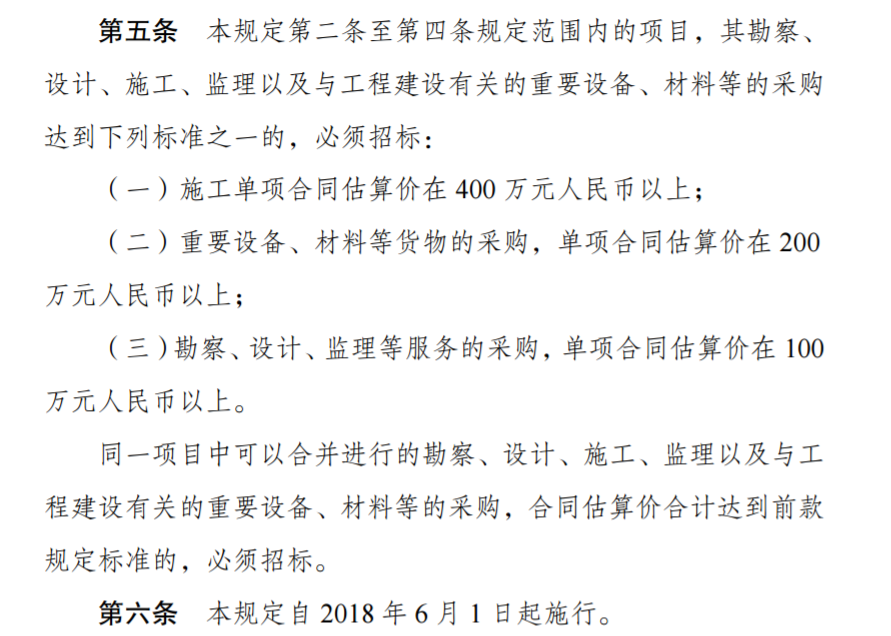 第五条 本规定第二条至第四条规定范围内的项目，其勘察、
设计、施工、监理以及与工程建设有关的重要设备、材料等的采购
达到下列标准之一的，必须招标：
（一）施工单项合同估算价在 400 万元人民币以上；
（二）重要设备、材料等货物的采购，单项合同估算价在 200
万元人民币以上；
（三）勘察、设计、监理等服务的采购，单项合同估算价在 100
万元人民币以上。
同一项目中可以合并进行的勘察、设计、施工、监理以及与工
程建设有关的重要设备、材料等的采购，合同估算价合计达到前款
规定标准的，必须招标。
第六条 本规定自 2018 年 6 月 1 日起施行。